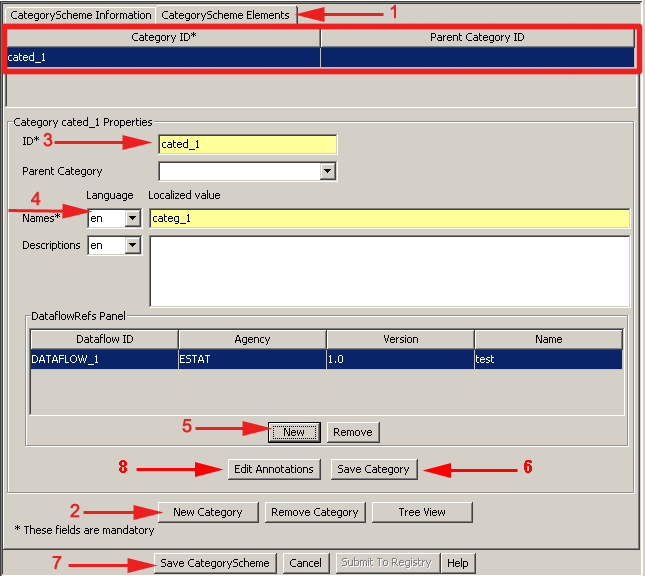 CategoryScheme Information CategoryScheme Elements 1
Category ID* Parent Category ID
cated_1
Category cated_1 Properties
ID* 3 cated_1
Parent Category
4 Language Localized value
Names* en categ_1
Descriptions en
DataflowRefs Panel
Dataflow ID Agency Version Name
DATAFLOW_1 ESTAT 1.0 test
5 New Remove
8 Edit Annotations Save Category 6
2 New Category Remove Category Tree View
* These fields are mandatory
7 Save CategoryScheme Cancel Submit To Registry Help